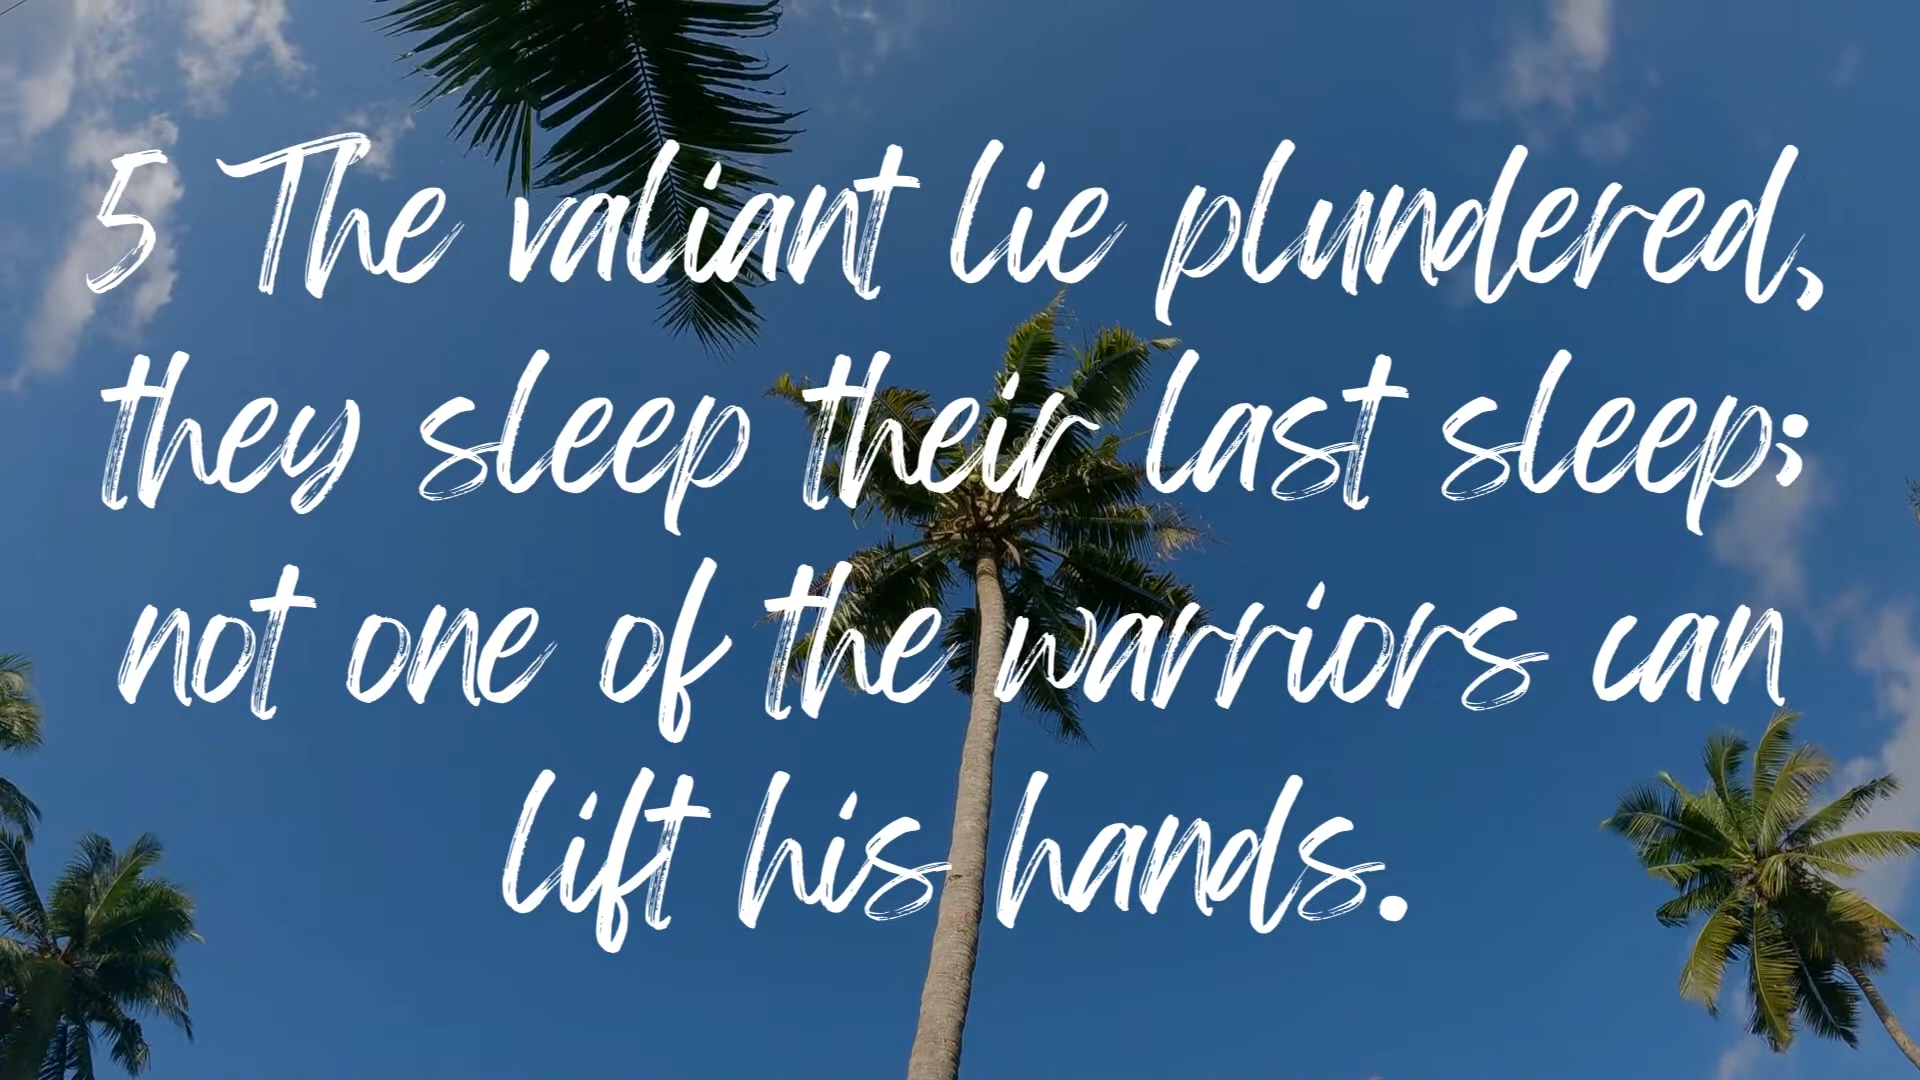 5 The valiant lie plundered,
they sleep their last sleep;
not one of the warriors can
lift his hands.